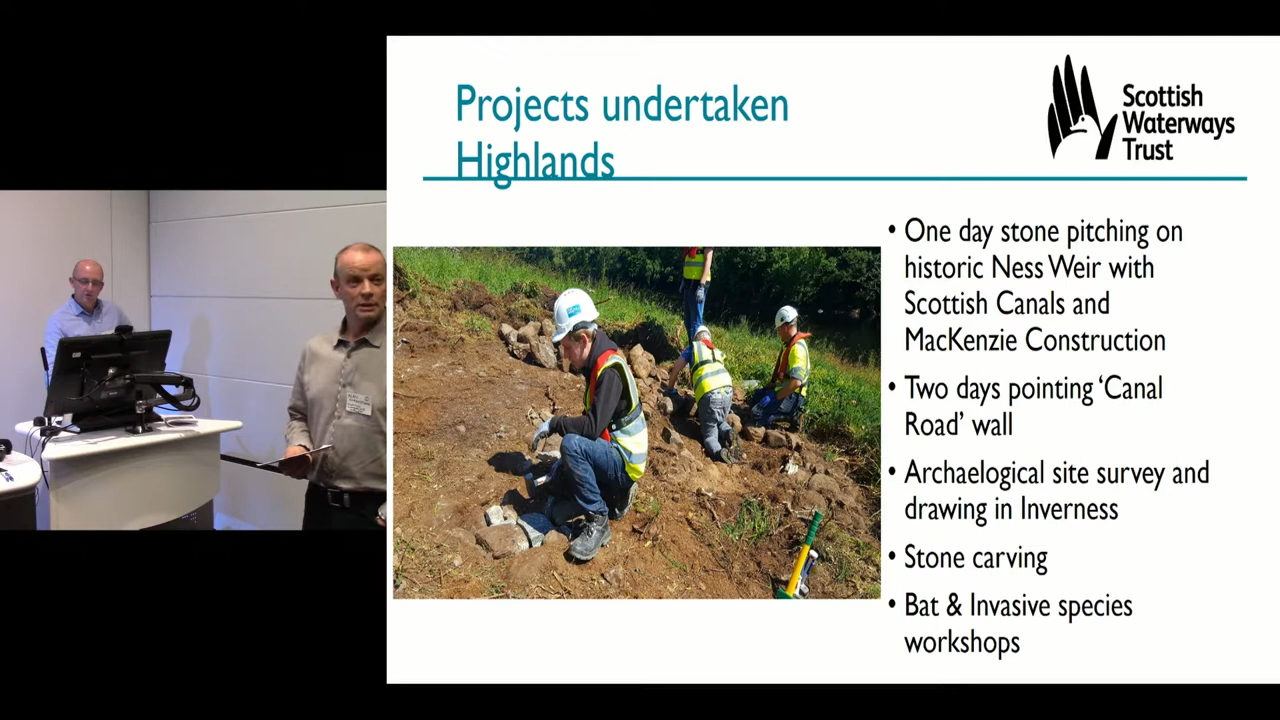 Projects undertaken
Highlands
Scottish
Waterways
Trust
• One day stone pitching on
historic Ness Weir with
Scottish Canals and
MacKenzie Construction
• Two days pointing ‘Canal
Road’ wall
• Archaelogical site survey and
drawing in Inverness
• Stone carving
• Bat & Invasive species
workshops